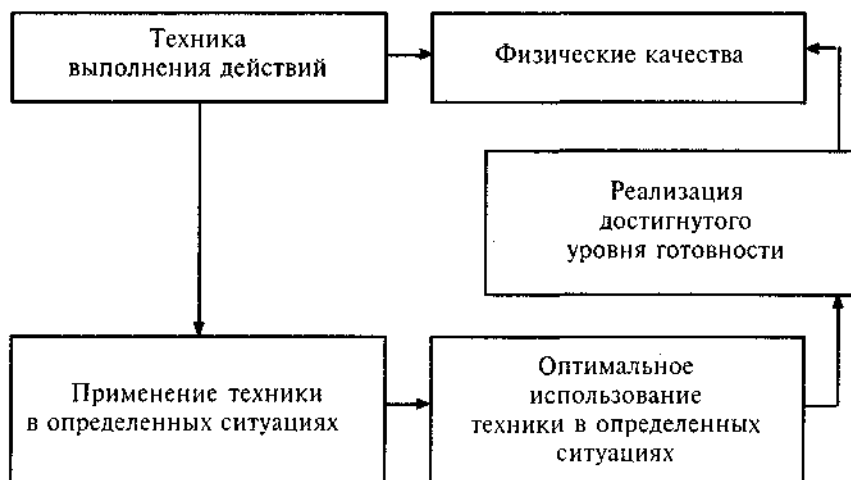 Техника
выполнения действий
Физические качества
Реализация
достигнутого
уровня готовности
Применение техники
в определенных ситуациях
Оптимальное
использование
техники в определенных
ситуациях